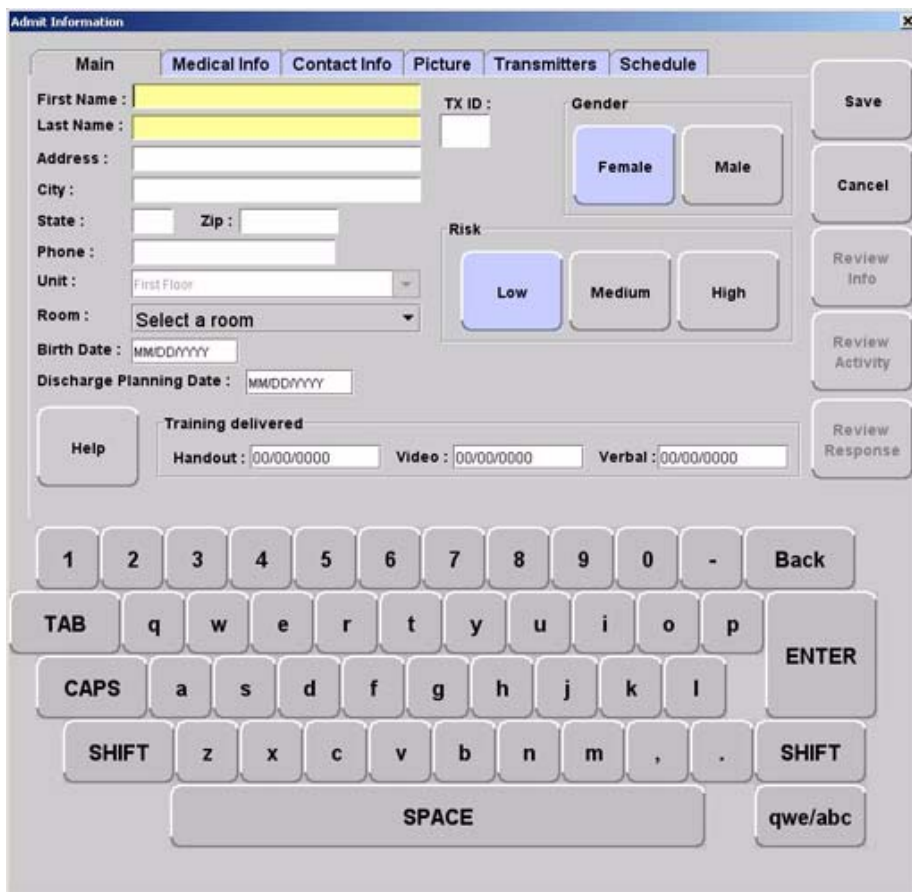 Admit Information
Main Medical Info Contact Info Picture Transmitters Schedule
First Name : TX ID : Gender Save
Last Name :
Address : Female Male
City : Cancel
State : Zip : Risk
Phone : Review Info
Unit : First Floor Low Medium High
Room : Select a room
Birth Date : MM/DD/YYYY Review Activity
Discharge Planning Date : MM/DD/YYYY
Help Training delivered Review Response
Handout : 00/00/0000 Video : 00/00/0000 Verbal : 00/00/0000
1 2 3 4 5 6 7 8 9 0 - Back
TAB q w e r t y u i o p ENTER
CAPS a s d f g h j k l
SHIFT z x c v b n m , . SHIFT
SPACE qwe/abc